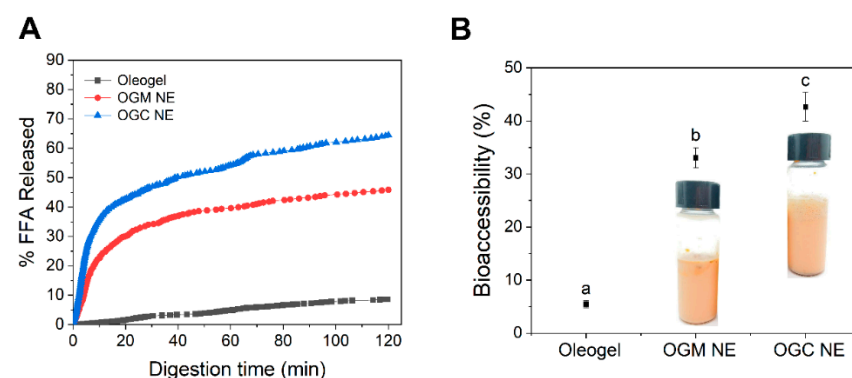 A
90
80
70
60
50
40
30
20
10
0
% FFA Released
Oleogel
OGM NE
OGC NE
0 20 40 60 80 100 120
Digestion time (min)
B
50
40
30
20
10
0
Bioaccessibility (%)
a
b
c
Oleogel OGM NE OGC NE